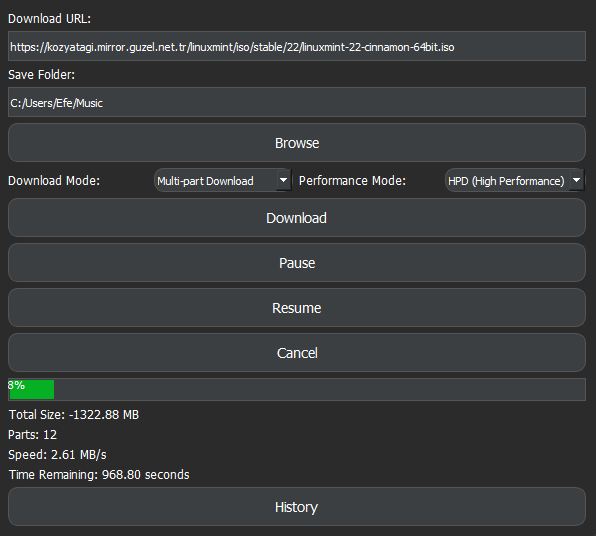 Download URL:
https://kozyatagi.mirror.guzel.net.tr/linuxmint/iso/stable/22/linuxmint-22-cinnamon-64bit.iso
Save Folder:
C:/Users/Efe/Music
Browse
Download Mode: Multi-part Download Performance Mode: HPD (High Performance)
Download
Pause
Resume
Cancel
8%
Total Size: -1322.88 MB
Parts: 12
Speed: 2.61 MB/s
Time Remaining: 968.80 seconds
History